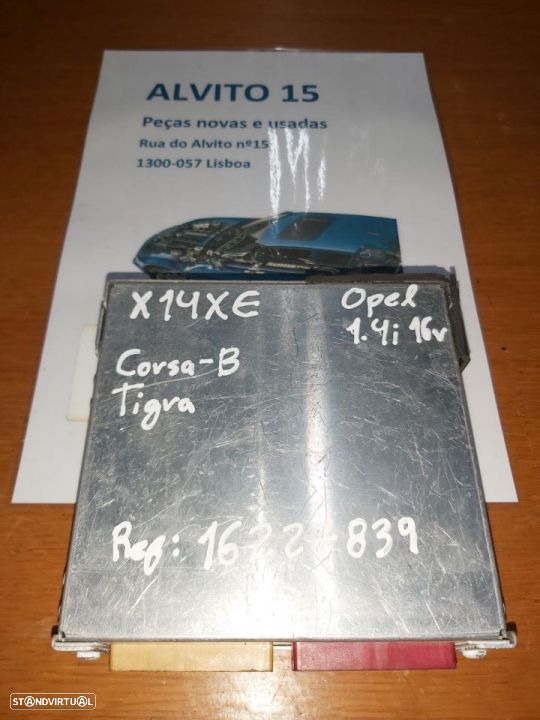 ALVITO 15
Peças novas e usadas
Rua do Alvito nº15
1300-057 Lisboa
X14XE
Opel
1.4i 16v
Corsa-B
Tigra
Ref: 1622-839
STANDVIRTUAL